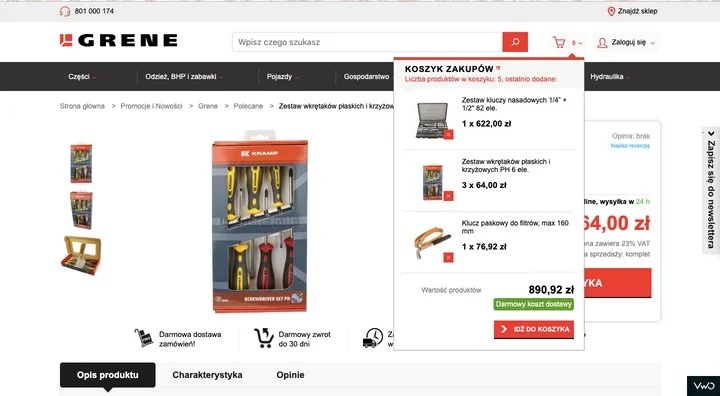 801 000 174
Znajdź sklep
GRENE
Wpisz czego szukasz
5
Zaloguj się
Części
Odzież, BHP i zabawki
Pojazdy
Gospodarstwo
Hydraulika
Strona główna > Promocje i Nowości > Grene > Polecane > Zestaw wkrętaków płaskich i krzyżow
KOSZYK ZAKUPÓW
Liczba produktów w koszyku: 5, ostatnio dodane:
Zestaw kluczy nasadowych 1/4" +
1/2" 82 ele.
1 x 622,00 zł
Zestaw wkrętaków płaskich i
krzyżowych PH 6 ele.
3 x 64,00 zł
Klucz paskowy do filtrów, max 160
mm
1 x 76,92 zł
Wartość produktów
890,92 zł
Darmowy koszt dostawy
IDŹ DO KOSZYKA
KRAMP
SCREWDRIVER SET PH
Opinia: brak
Napisz recenzję
line, wysyłka w 24 h
64,00 zł
ena zawiera 23% VAT
sprzedaży: komplet
YKA
Zapisz się do newslettera
Darmowa dostawa
zamówień!
Darmowy zwrot
do 30 dni
Opis produktu
Charakterystyka
Opinie
VWO